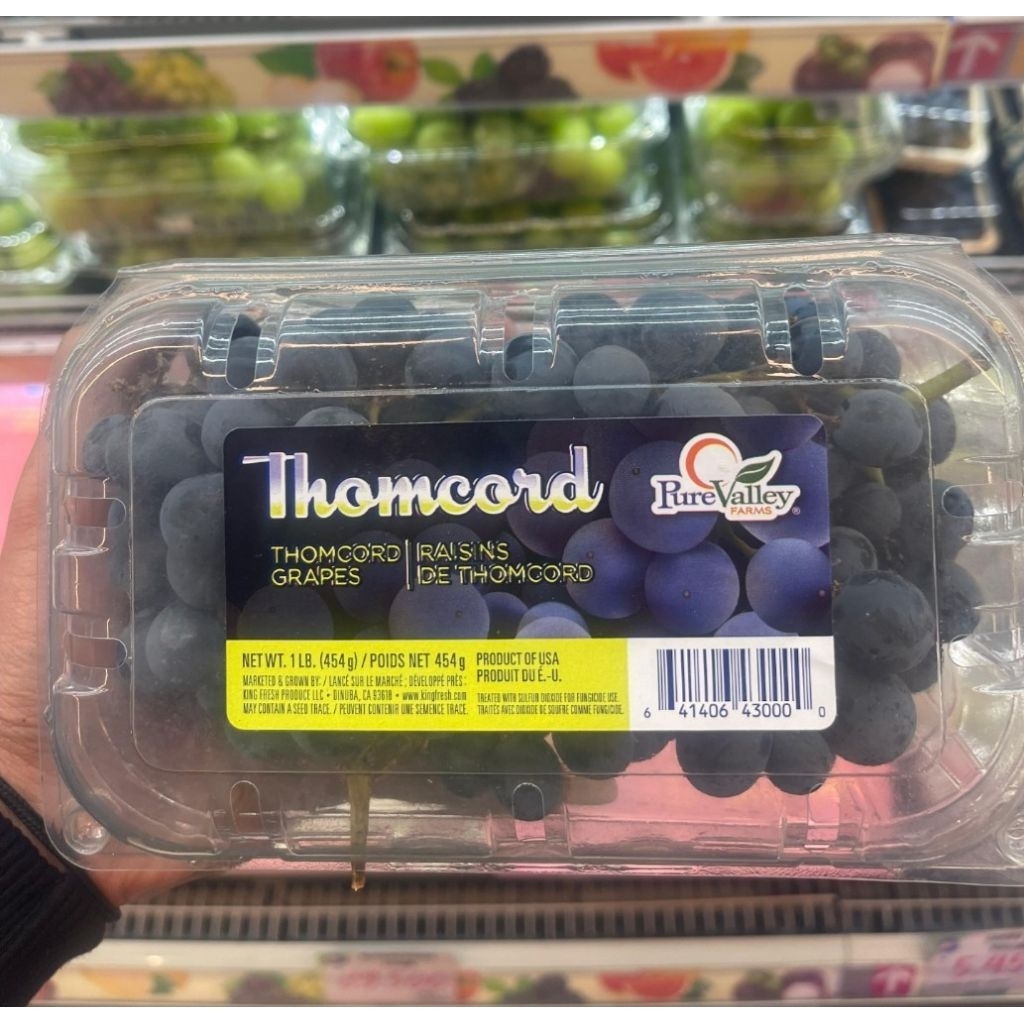 Thomcord
PureValley
FARMS
®
THOMCORD GRAPES
RAISINS DE THOMCORD
NET WT. 1 LB. (454 g) / POIDS NET 454 g
MARKETED & GROWN BY: / LANCÉ SUR LE MARCHÉ ; DÉVELOPPÉ PRÈS :
KING FRESH PRODUCE LLC • DINUBA, CA 93618 • www.kingfresh.com
MAY CONTAIN A SEED TRACE. / PEUVENT CONTENIR UNE SEMENCE TRACE.
PRODUCT OF USA
PRODUIT DU É.-U.
TREATED WITH SULFUR DIOXIDE FOR FUNGICIDE USE.
TRAITÉS AVEC DIOXIDE DE SOUFRE COMME FUNGICIDE.
6 41406 43000 0